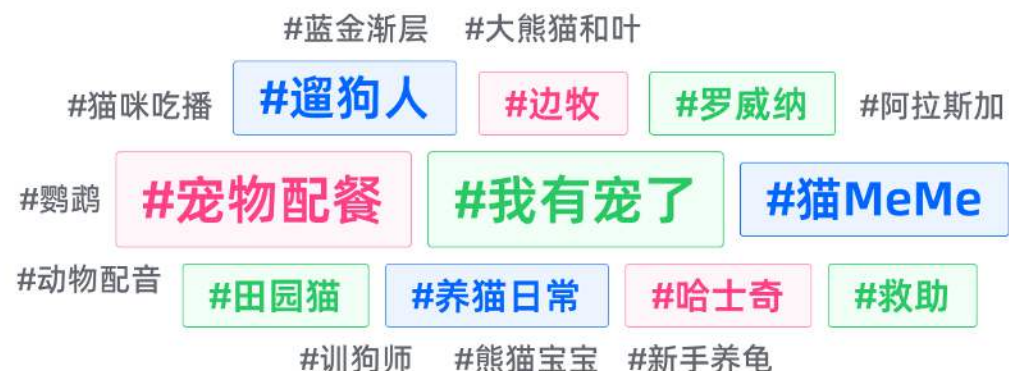 #蓝金渐层 #大熊猫和叶
#猫咪吃播 #遛狗人 #边牧 #罗威纳 #阿拉斯加
#鹦鹉 #宠物配餐 #我有宠了 #猫MeMe
#动物配音 #田园猫 #养猫日常 #哈士奇 #救助
#训狗师 #熊猫宝宝 #新手养龟